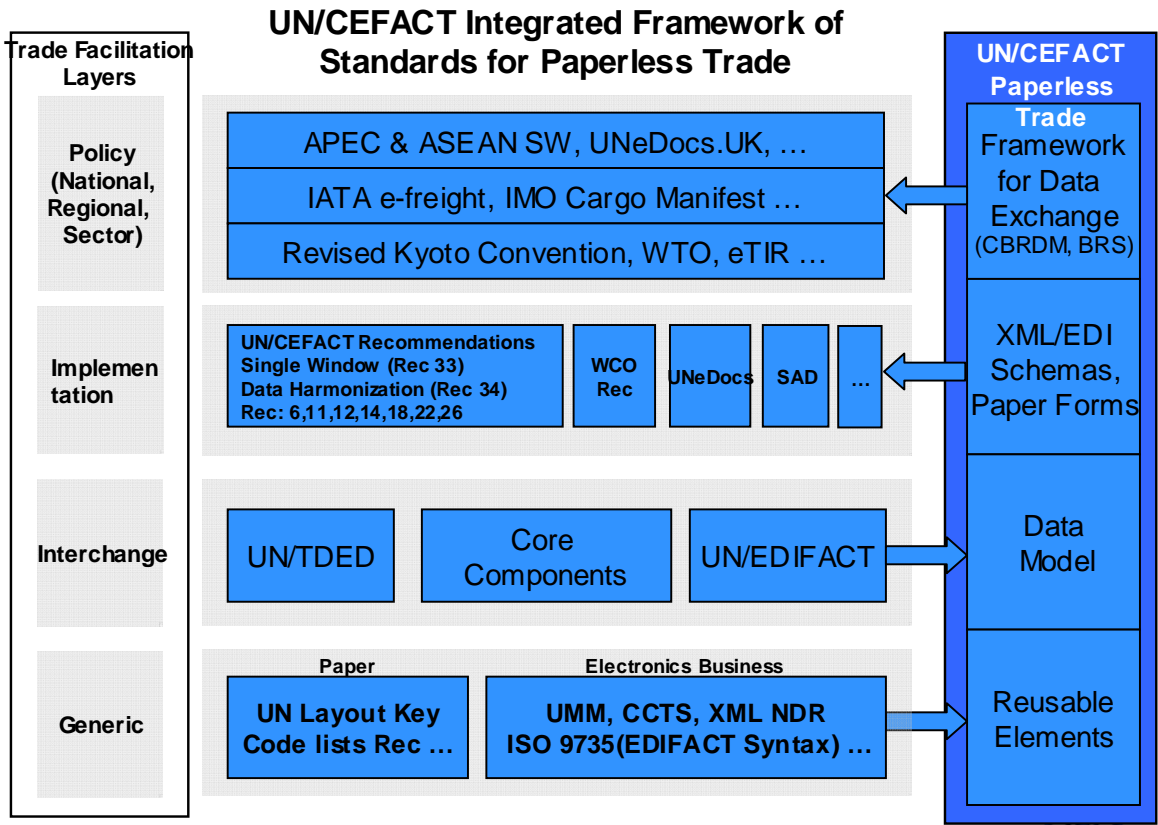 UN/CEFACT Integrated Framework of
Standards for Paperless Trade
Trade Facilitation
Layers
Policy
(National,
Regional,
Sector)
APEC & ASEAN SW, UNeDocs.UK, …
IATA e-freight, IMO Cargo Manifest …
Revised Kyoto Convention, WTO, eTIR …
UN/CEFACT
Paperless
Trade
Framework
for Data
Exchange
(CBRDM, BRS)
Implemen
tation
UN/CEFACT Recommendations
Single Window (Rec 33)
Data Harmonization (Rec 34)
Rec: 6,11,12,14,18,22,26
WCO
Rec
UNeDocs
SAD
…
XML/EDI
Schemas,
Paper Forms
Interchange
UN/TDED
Core
Components
UN/EDIFACT
Data
Model
Generic
Paper
UN Layout Key
Code lists Rec …
Electronics Business
UMM, CCTS, XML NDR
ISO 9735(EDIFACT Syntax) …
Reusable
Elements